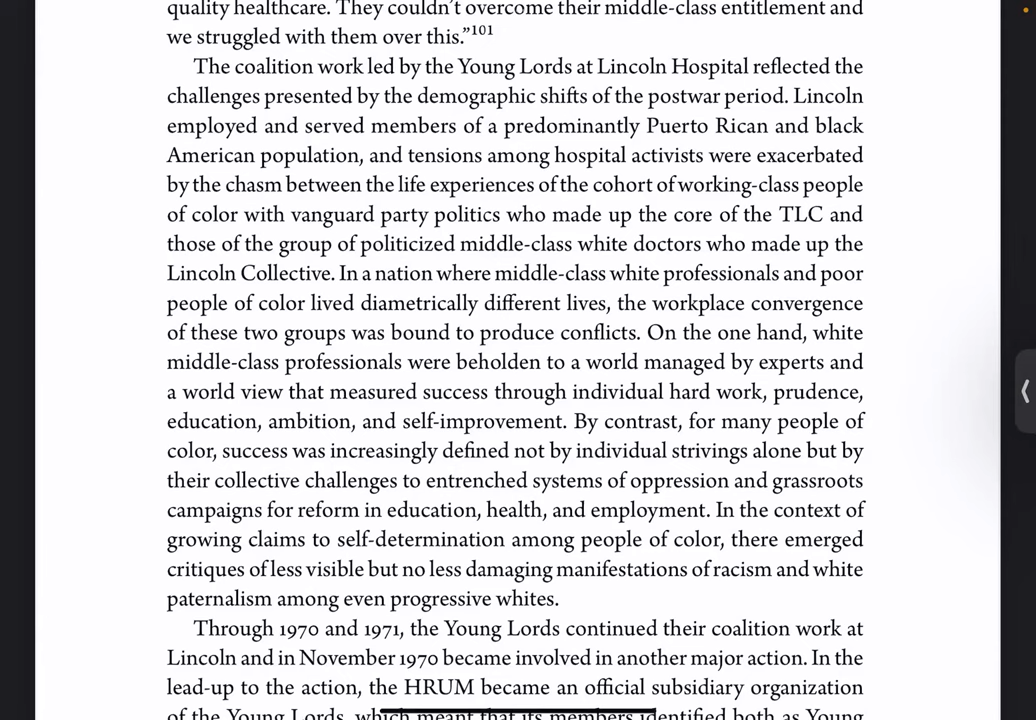 quality healthcare. They couldn’t overcome their middle-class entitlement and
we struggled with them over this.”101
The coalition work led by the Young Lords at Lincoln Hospital reflected the
challenges presented by the demographic shifts of the postwar period. Lincoln
employed and served members of a predominantly Puerto Rican and black
American population, and tensions among hospital activists were exacerbated
by the chasm between the life experiences of the cohort of working-class people
of color with vanguard party politics who made up the core of the TLC and
those of the group of politicized middle-class white doctors who made up the
Lincoln Collective. In a nation where middle-class white professionals and poor
people of color lived diametrically different lives, the workplace convergence
of these two groups was bound to produce conflicts. On the one hand, white
middle-class professionals were beholden to a world managed by experts and
a world view that measured success through individual hard work, prudence,
education, ambition, and self-improvement. By contrast, for many people of
color, success was increasingly defined not by individual strivings alone but by
their collective challenges to entrenched systems of oppression and grassroots
campaigns for reform in education, health, and employment. In the context of
growing claims to self-determination among people of color, there emerged
critiques of less visible but no less damaging manifestations of racism and white
paternalism among even progressive whites.
Through 1970 and 1971, the Young Lords continued their coalition work at
Lincoln and in November 1970 became involved in another major action. In the
lead-up to the action, the HRUM became an official subsidiary organization
of the Young Lords, which meant that its members identified both as Young